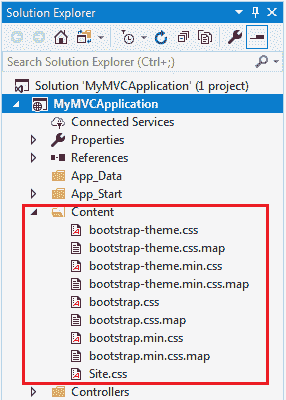 Solution Explorer
Search Solution Explorer (Ctrl+;)
Solution 'MyMVCApplication' (1 project)
MyMVCApplication
Connected Services
Properties
References
App_Data
App_Start
Content
bootstrap-theme.css
bootstrap-theme.css.map
bootstrap-theme.min.css
bootstrap-theme.min.css.map
bootstrap.css
bootstrap.css.map
bootstrap.min.css
bootstrap.min.css.map
Site.css
Controllers